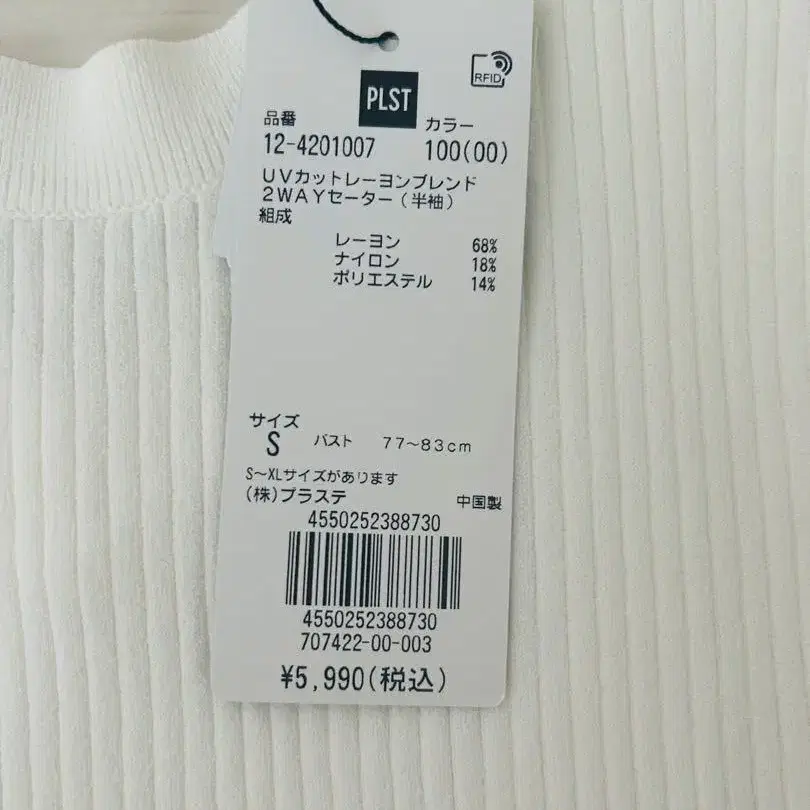 RFID
PLST
品番 カラー
12-4201007 100(00)
UVカットレーヨンブレンド
2WAYセーター(半袖)
組成
レーヨン 68%
ナイロン 18%
ポリエステル 14%
サイズ
S バスト 77~83cm
S~XLサイズがあります
(株)プラステ 中国製
4550252388730
4550252388730
707422-00-003
¥5,990(税込)